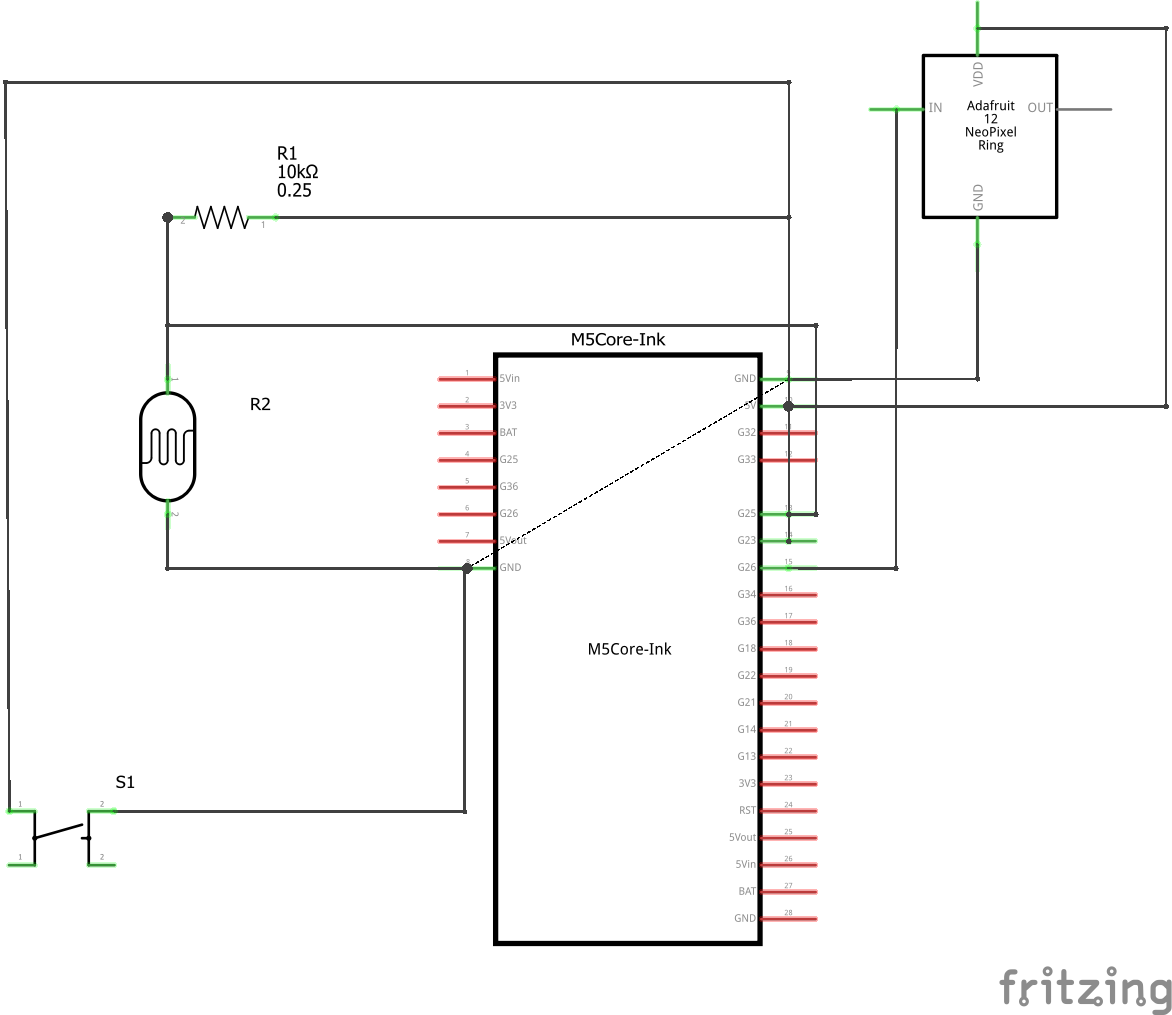 VDD
IN
Adafruit
12
NeoPixel
Ring
OUT
GND
R1
10kΩ
0.25
2
1
M5Core-Ink
1
R2
2
1
5Vin
2
3V3
3
BAT
4
G25
5
G36
6
G26
7
5Vout
GND
M5Core-Ink
GND
5V
G32
11
G33
12
G25
13
G23
14
G26
15
G34
16
G36
17
G18
18
G22
19
G21
20
G14
21
G13
22
3V3
23
RST
24
5Vout
25
5Vin
26
BAT
27
GND
28
S1
1
2
1
2
fritzing